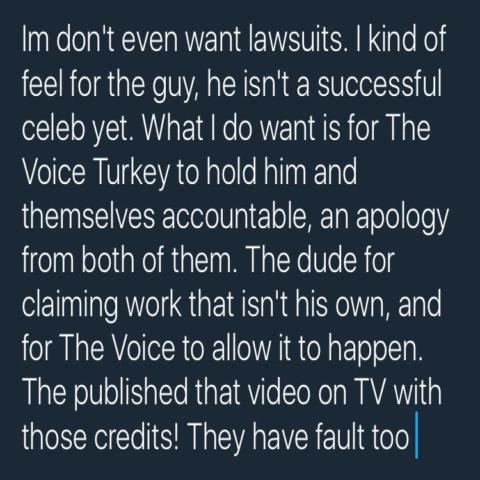 Im don't even want lawsuits. I kind of
feel for the guy, he isn't a successful
celeb yet. What I do want is for The
Voice Turkey to hold him and
themselves accountable, an apology
from both of them. The dude for
claiming work that isn't his own, and
for The Voice to allow it to happen.
The published that video on TV with
those credits! They have fault too